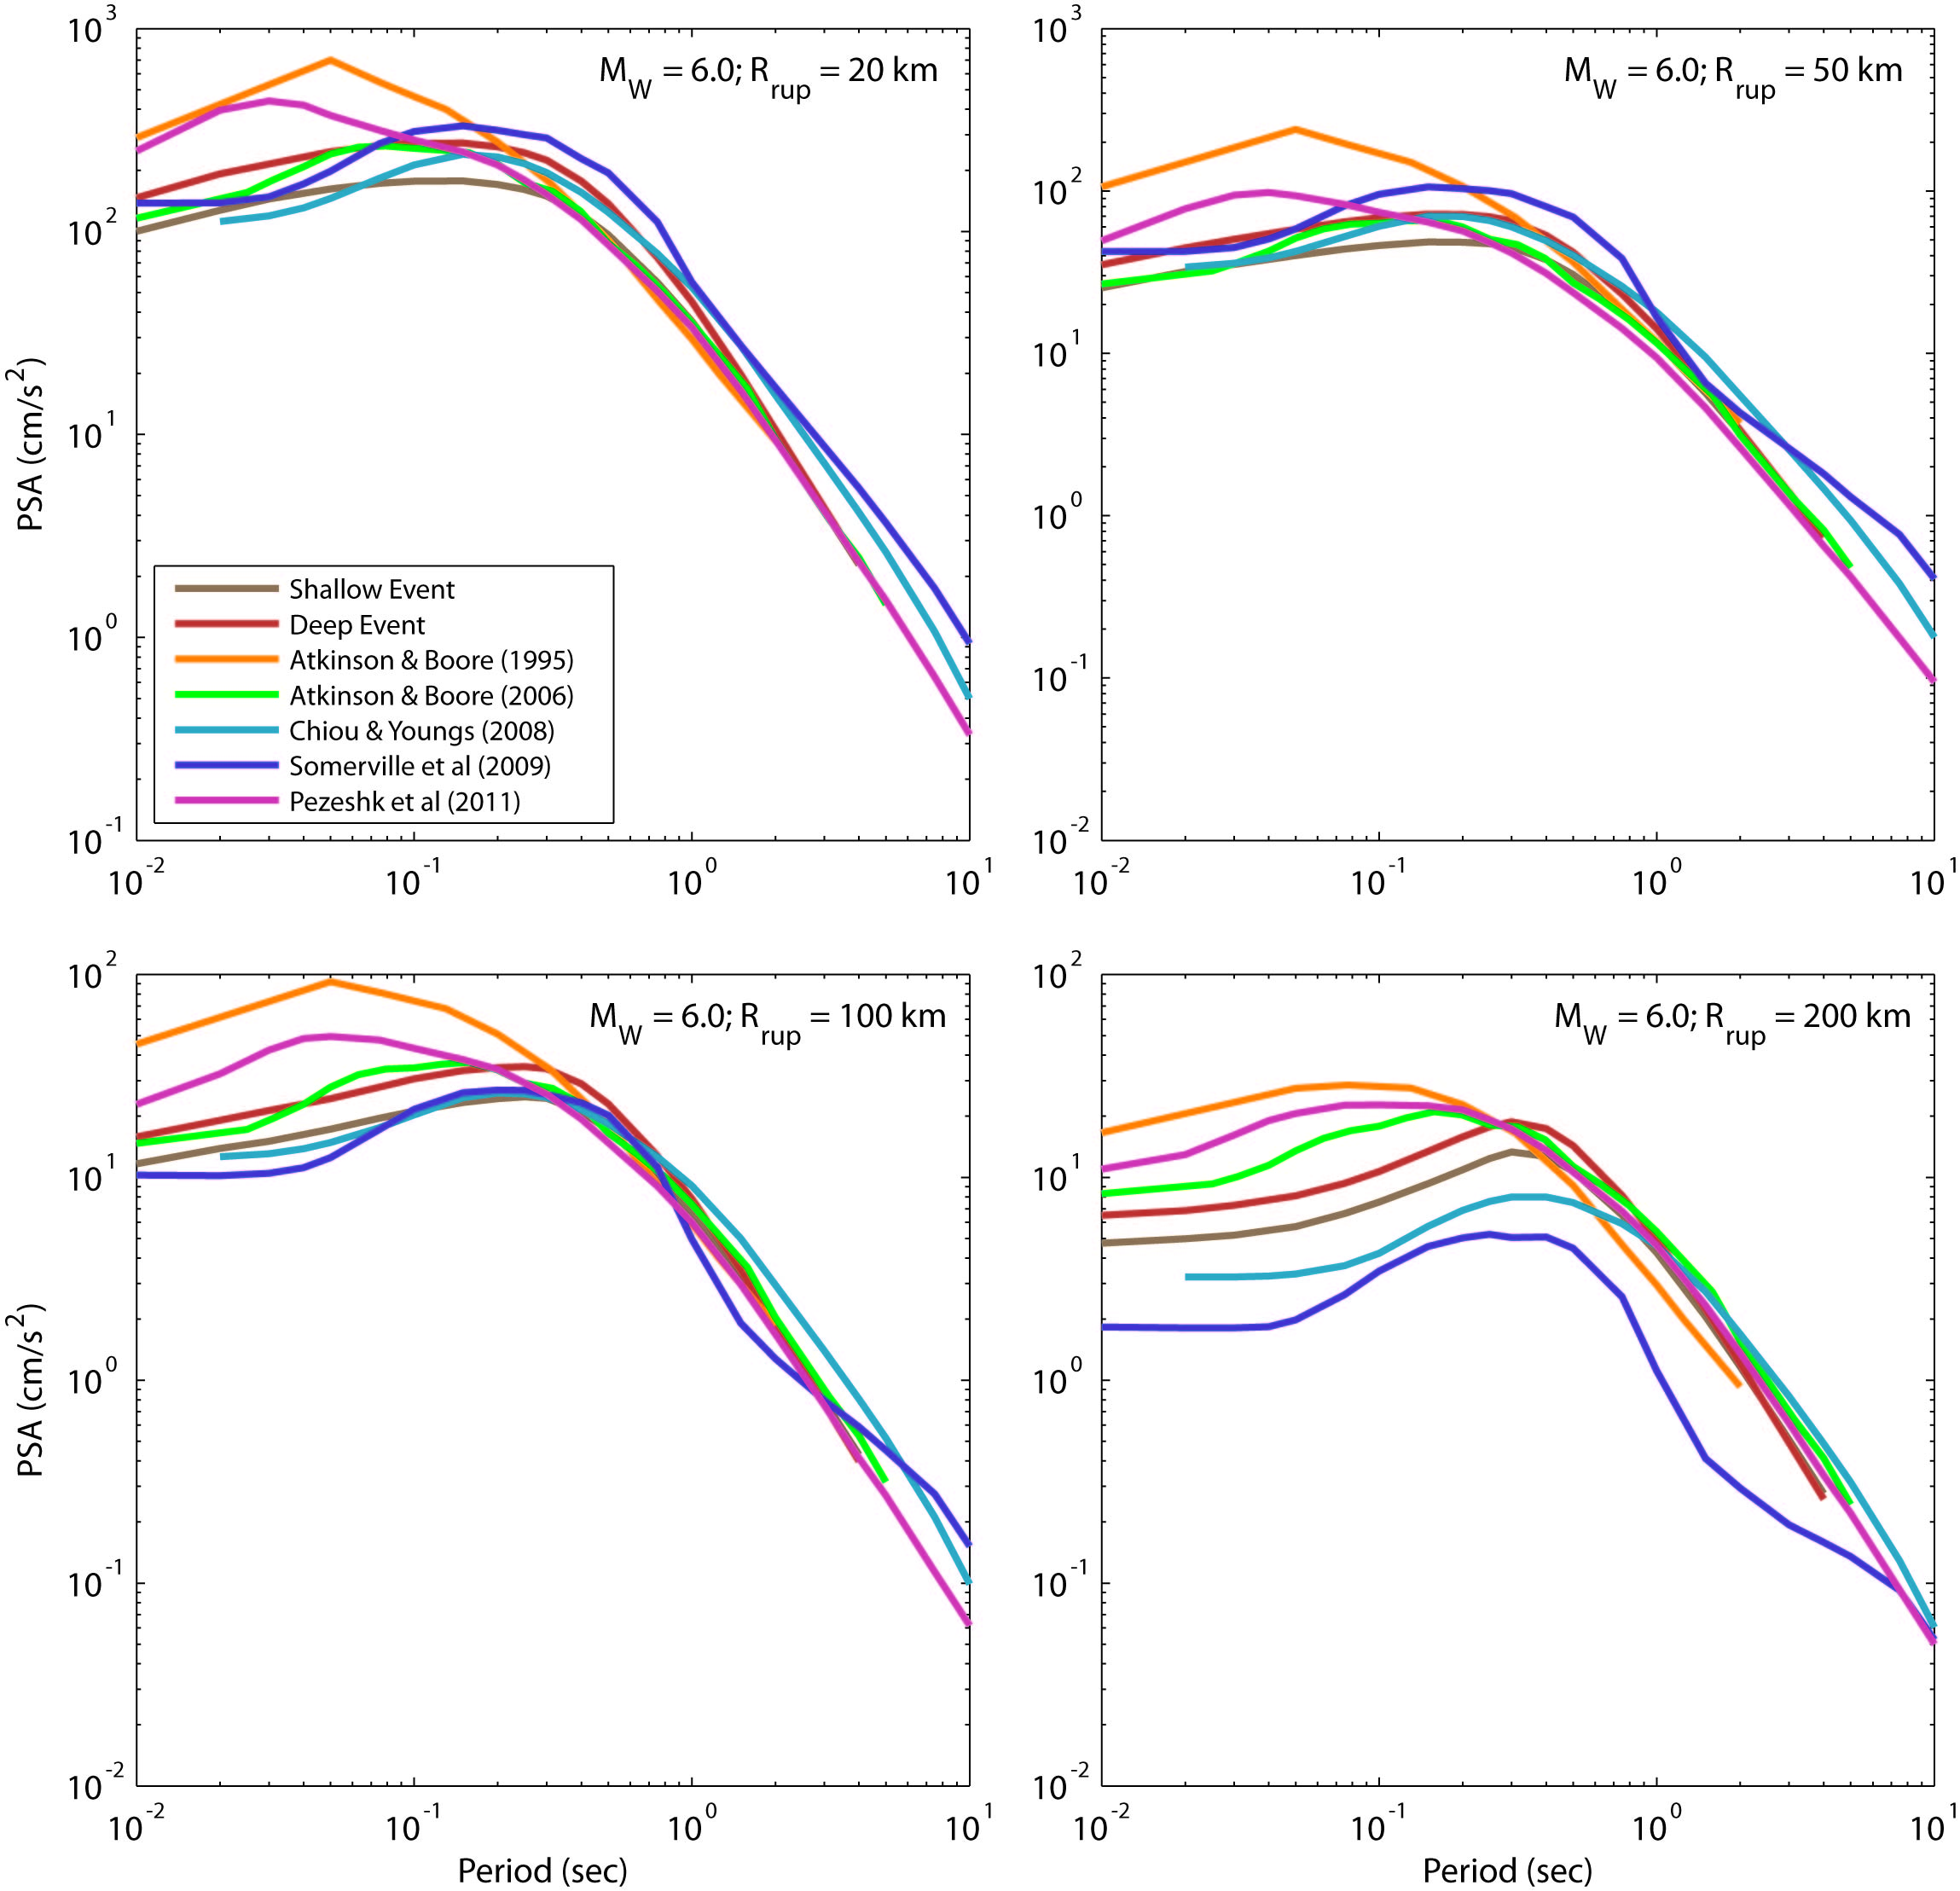 M_W = 6.0; R_rup = 20 km
10^3
10^2
10^1
10^0
10^-1
PSA (cm/s^2)
Shallow Event
Deep Event
Atkinson & Boore (1995)
Atkinson & Boore (2006)
Chiou & Youngs (2008)
Somerville et al (2009)
Pezeshk et al (2011)
10^-2 10^-1 10^0 10^1
M_W = 6.0; R_rup = 50 km
10^3
10^2
10^1
10^0
10^-1
10^-2
10^-2 10^-1 10^0 10^1
M_W = 6.0; R_rup = 100 km
10^2
10^1
10^0
10^-1
10^-2
PSA (cm/s^2)
10^-2 10^-1 10^0 10^1
Period (sec)
M_W = 6.0; R_rup = 200 km
10^2
10^1
10^0
10^-1
10^-2
10^-2 10^-1 10^0 10^1
Period (sec)